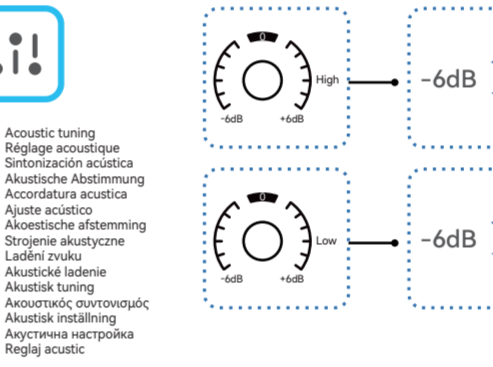 Acoustic tuning
Réglage acoustique
Sintonización acústica
Akustische Abstimmung
Accordatura acustica
Ajuste acústico
Akoestische afstemming
Strojenie akustyczne
Ladění zvuku
Akustické ladenie
Akustisk tuning
Ακουστικός συντονισμός
Akustisk inställning
Акустична настройка
Reglaj acustic
0
High
-6dB
+6dB
-6dB
0
Low
-6dB
+6dB
-6dB